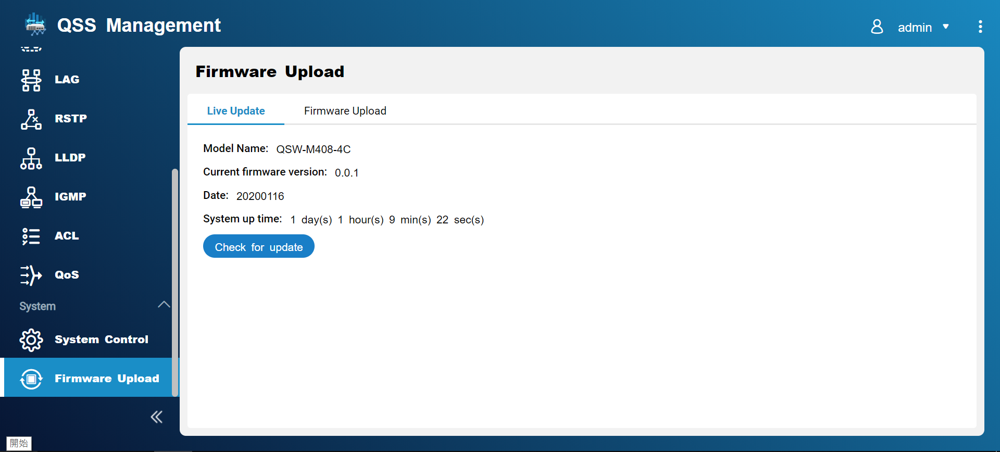 QSS Management
admin
LAG
RSTP
LLDP
IGMP
ACL
QoS
System
System Control
Firmware Upload
Firmware Upload
Live Update
Firmware Upload
Model Name: QSW-M408-4C
Current firmware version: 0.0.1
Date: 20200116
System up time: 1 day(s) 1 hour(s) 9 min(s) 22 sec(s)
Check for update
開始